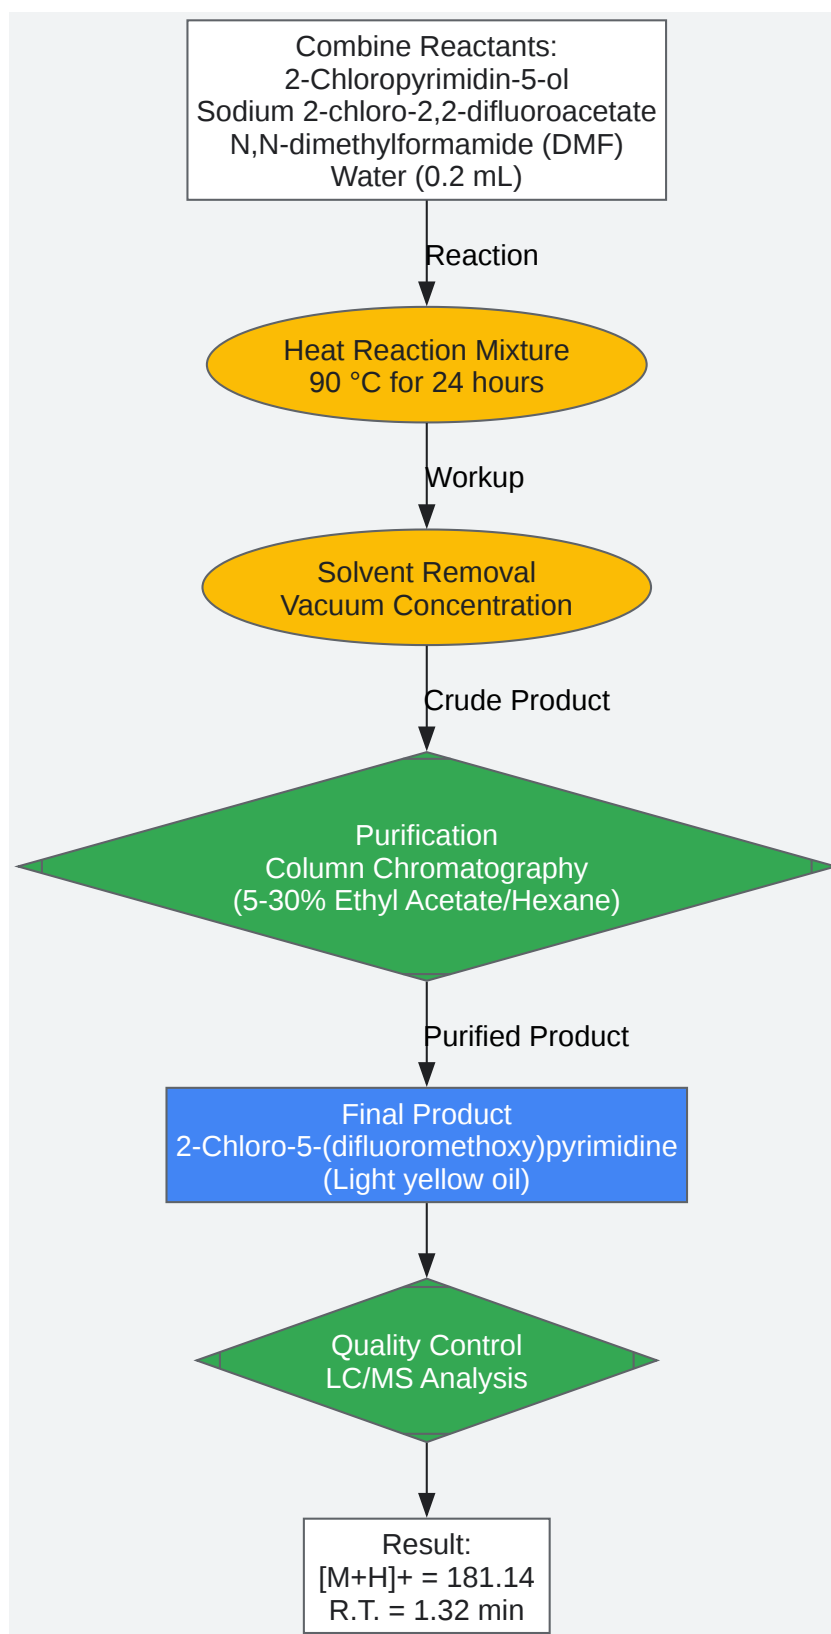 Combine Reactants:
2-Chloropyrimidin-5-ol
Sodium 2-chloro-2,2-difluoroacetate
N,N-dimethylformamide (DMF)
Water (0.2 mL)
Reaction
Heat Reaction Mixture
90 °C for 24 hours
Workup
Solvent Removal
Vacuum Concentration
Crude Product
Purification
Column Chromatography
(5-30% Ethyl Acetate/Hexane)
Purified Product
Final Product
2-Chloro-5-(difluoromethoxy)pyrimidine
(Light yellow oil)
Quality Control
LC/MS Analysis
Result:
[M+H]+ = 181.14
R.T. = 1.32 min